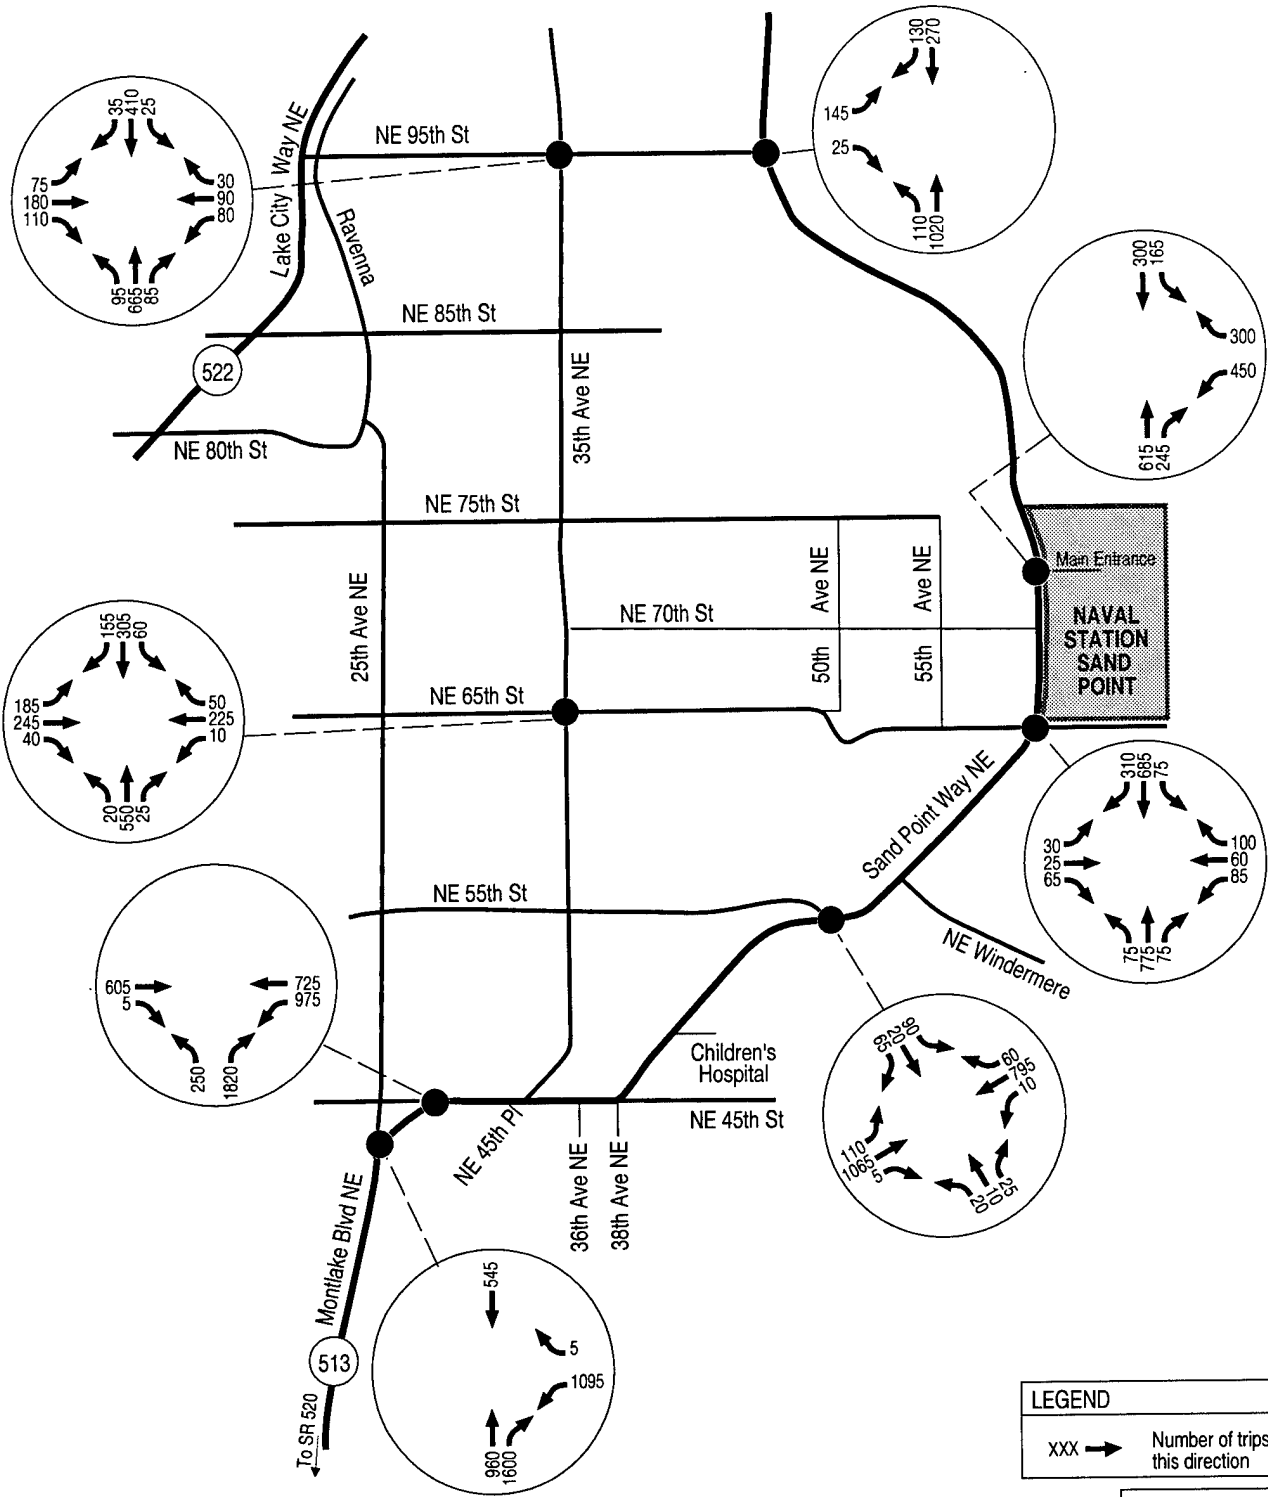 130
270
145
25
110
1020
35
410
25
75
180
110
30
90
80
95
665
85
NE 95th St
Lake City Way NE
Ravenna
300
165
300
450
615
245
NE 85th St
522
35th Ave NE
NE 80th St
NE 75th St
Main Entrance
NAVAL
STATION
SAND
POINT
25th Ave NE
50th Ave NE
55th Ave NE
NE 70th St
NE 65th St
155
305
60
185
245
40
50
225
10
20
550
25
Sand Point Way NE
310
685
75
30
25
65
100
60
85
75
775
75
NE 55th St
NE Windermere
605
5
725
975
250
1820
Children's
Hospital
65
20
90
60
795
10
110
1065
5
20
10
25
NE 45th St
NE 45th Pl
36th Ave NE
38th Ave NE
Montlake Blvd NE
513
To SR 520
545
5
1095
960
1600
LEGEND
XXX
Number of trips
this direction